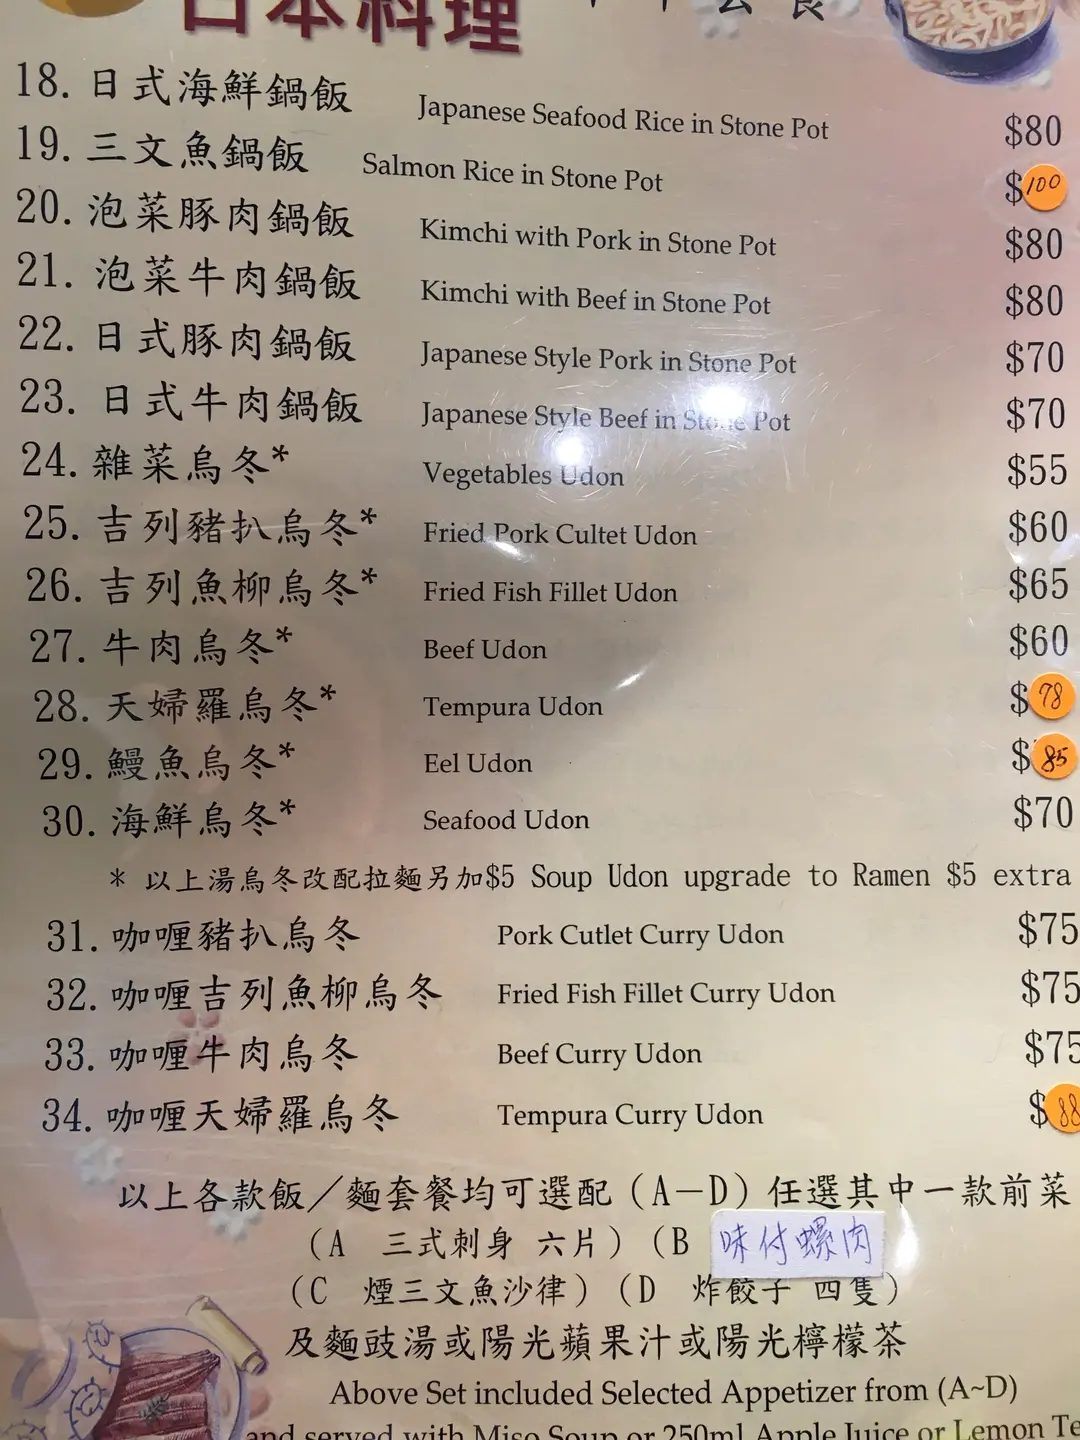 日本料理
18. 日式海鮮鍋飯 Japanese Seafood Rice in Stone Pot $80
19. 三文魚鍋飯 Salmon Rice in Stone Pot $100
20. 泡菜豚肉鍋飯 Kimchi with Pork in Stone Pot $80
21. 泡菜牛肉鍋飯 Kimchi with Beef in Stone Pot $80
22. 日式豚肉鍋飯 Japanese Style Pork in Stone Pot $70
23. 日式牛肉鍋飯 Japanese Style Beef in Stone Pot $70
24. 雜菜烏冬* Vegetables Udon $55
25. 吉列豬扒烏冬* Fried Pork Cultet Udon $60
26. 吉列魚柳烏冬* Fried Fish Fillet Udon $65
27. 牛肉烏冬* Beef Udon $60
28. 天婦羅烏冬* Tempura Udon $78
29. 鰻魚烏冬* Eel Udon $85
30. 海鮮烏冬* Seafood Udon $70
* 以上湯烏冬改配拉麵另加$5 Soup Udon upgrade to Ramen $5 extra
31. 咖喱豬扒烏冬 Pork Cutlet Curry Udon $75
32. 咖喱吉列魚柳烏冬 Fried Fish Fillet Curry Udon $75
33. 咖喱牛肉烏冬 Beef Curry Udon $75
34. 咖喱天婦羅烏冬 Tempura Curry Udon $88
以上各款飯／麵套餐均可選配（A－D）任選其中一款前菜
（A 三式刺身 六片）（B 味付螺肉
（C 煙三文魚沙律）（D 炸餃子 四隻）
及麵豉湯或陽光蘋果汁或陽光檸檬茶
Above Set included Selected Appetizer from (A~D)
and served with Miso Soup or 250ml Apple Juice or Lemon Te